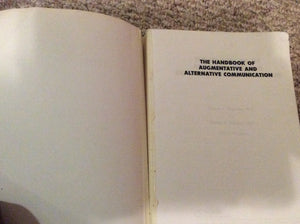 THE HANDBOOK OF
AUGMENTATIVE AND
ALTERNATIVE COMMUNICATION